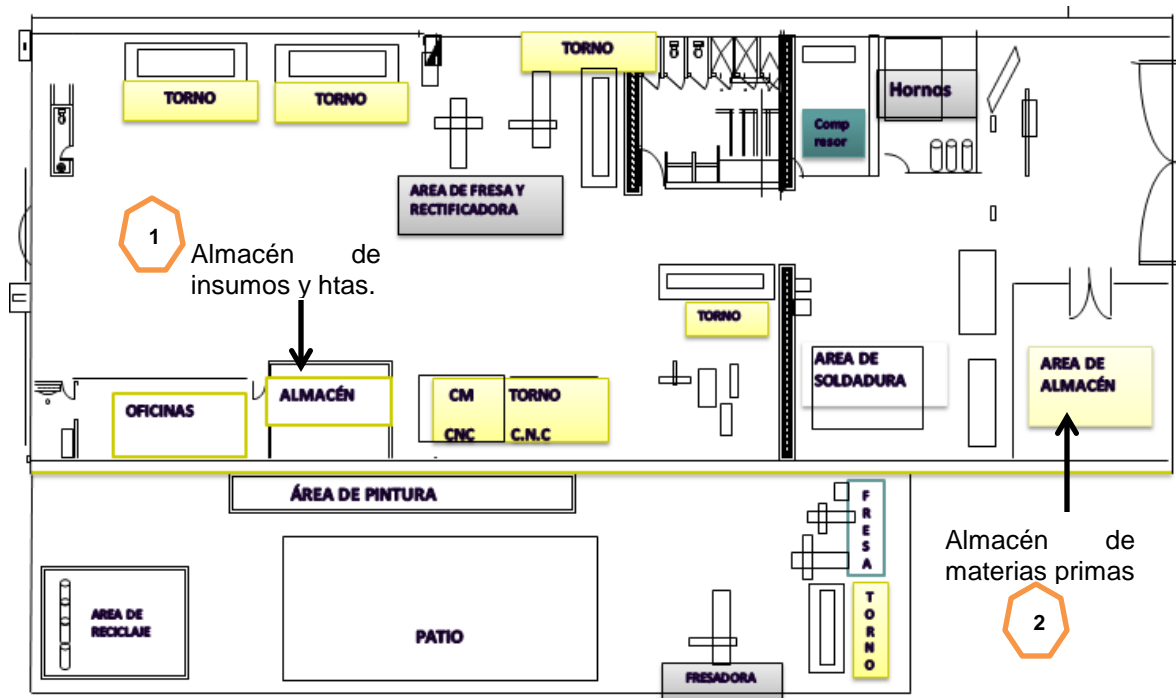 TORNO
TORNO
TORNO
Hornos
Comp
resor
AREA DE FRESA Y
RECTIFICADORA
1
Almacén de
insumos y htas.
TORNO
AREA DE
SOLDADURA
AREA DE
ALMACÉN
OFICINAS
ALMACÉN
CM TORNO
CNC C.N.C
ÁREA DE PINTURA
F
R
E
S
A
Almacén de
materias primas
2
AREA DE
RECICLAJE
PATIO
T
O
R
N
O
FRESADORA